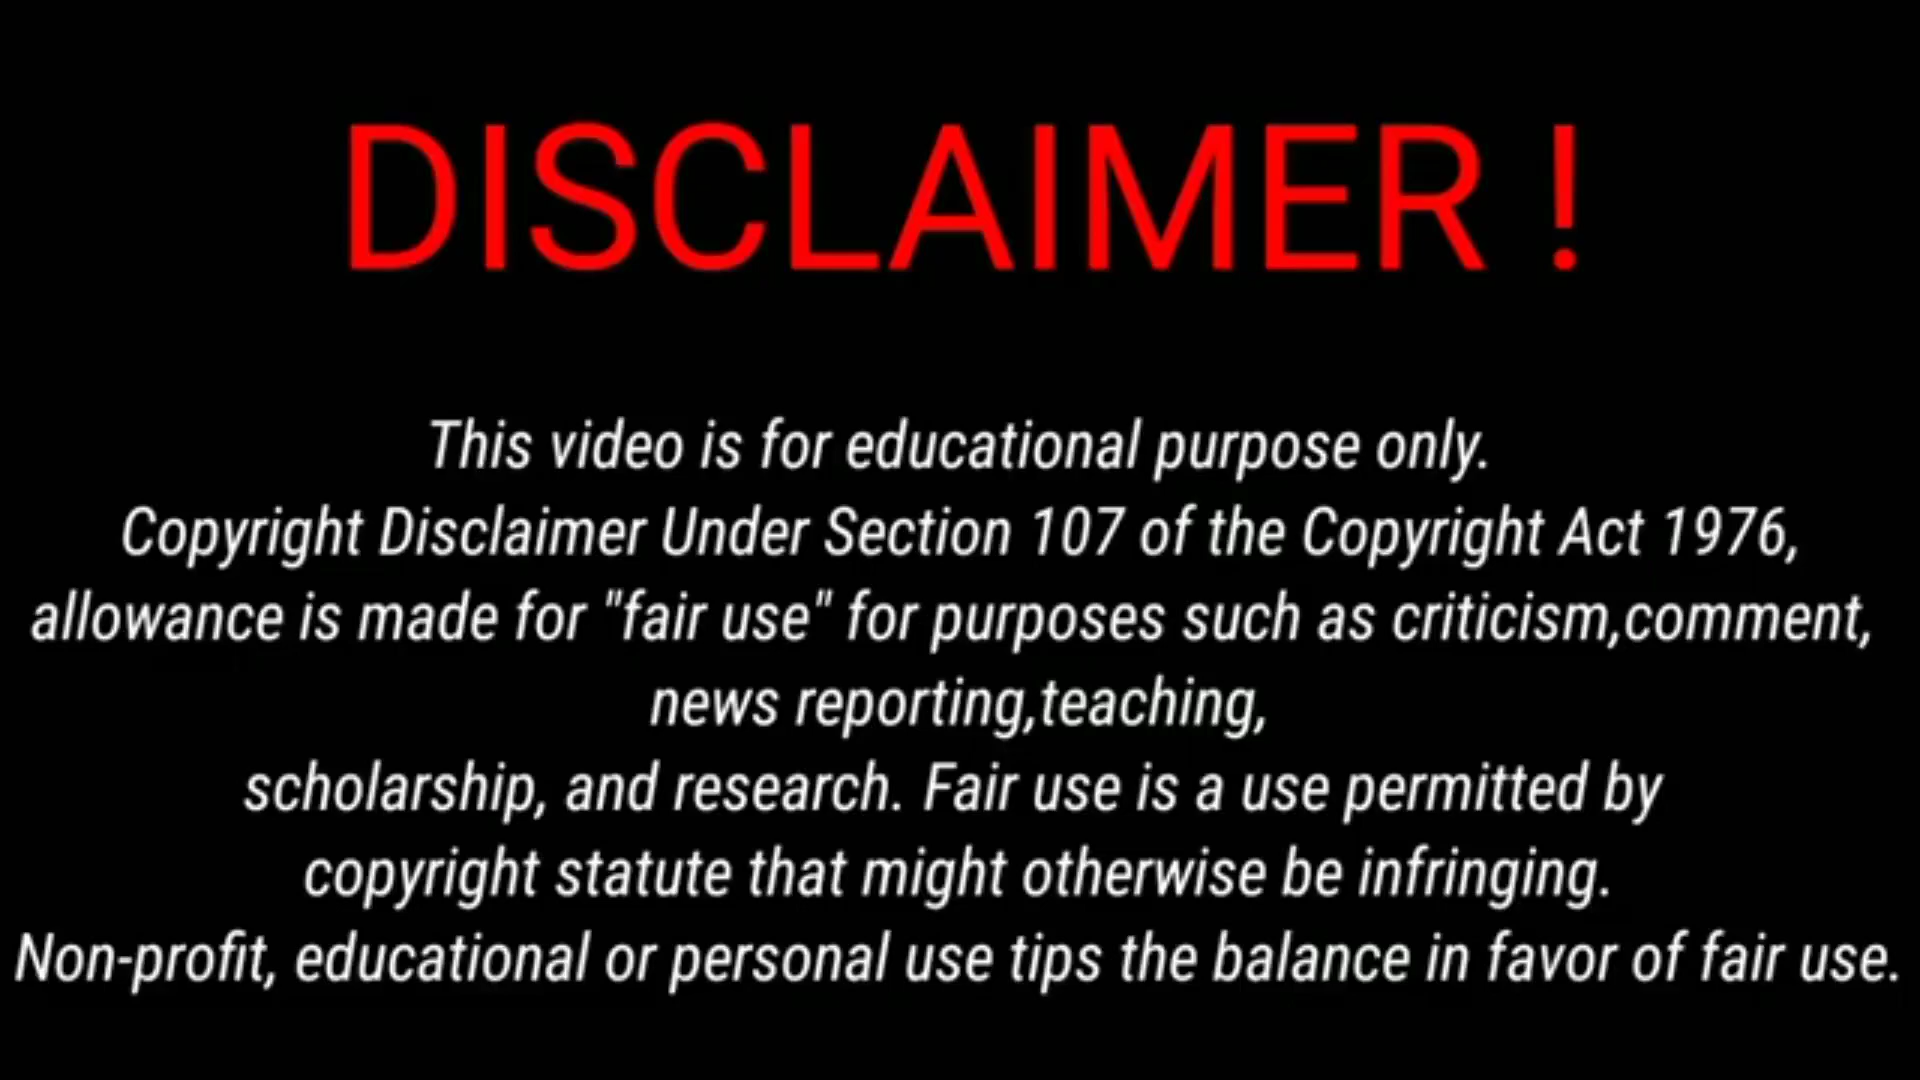 DISCLAIMER !
This video is for educational purpose only.
Copyright Disclaimer Under Section 107 of the Copyright Act 1976,
allowance is made for "fair use" for purposes such as criticism,comment,
news reporting,teaching,
scholarship, and research. Fair use is a use permitted by
copyright statute that might otherwise be infringing.
Non-profit, educational or personal use tips the balance in favor of fair use.